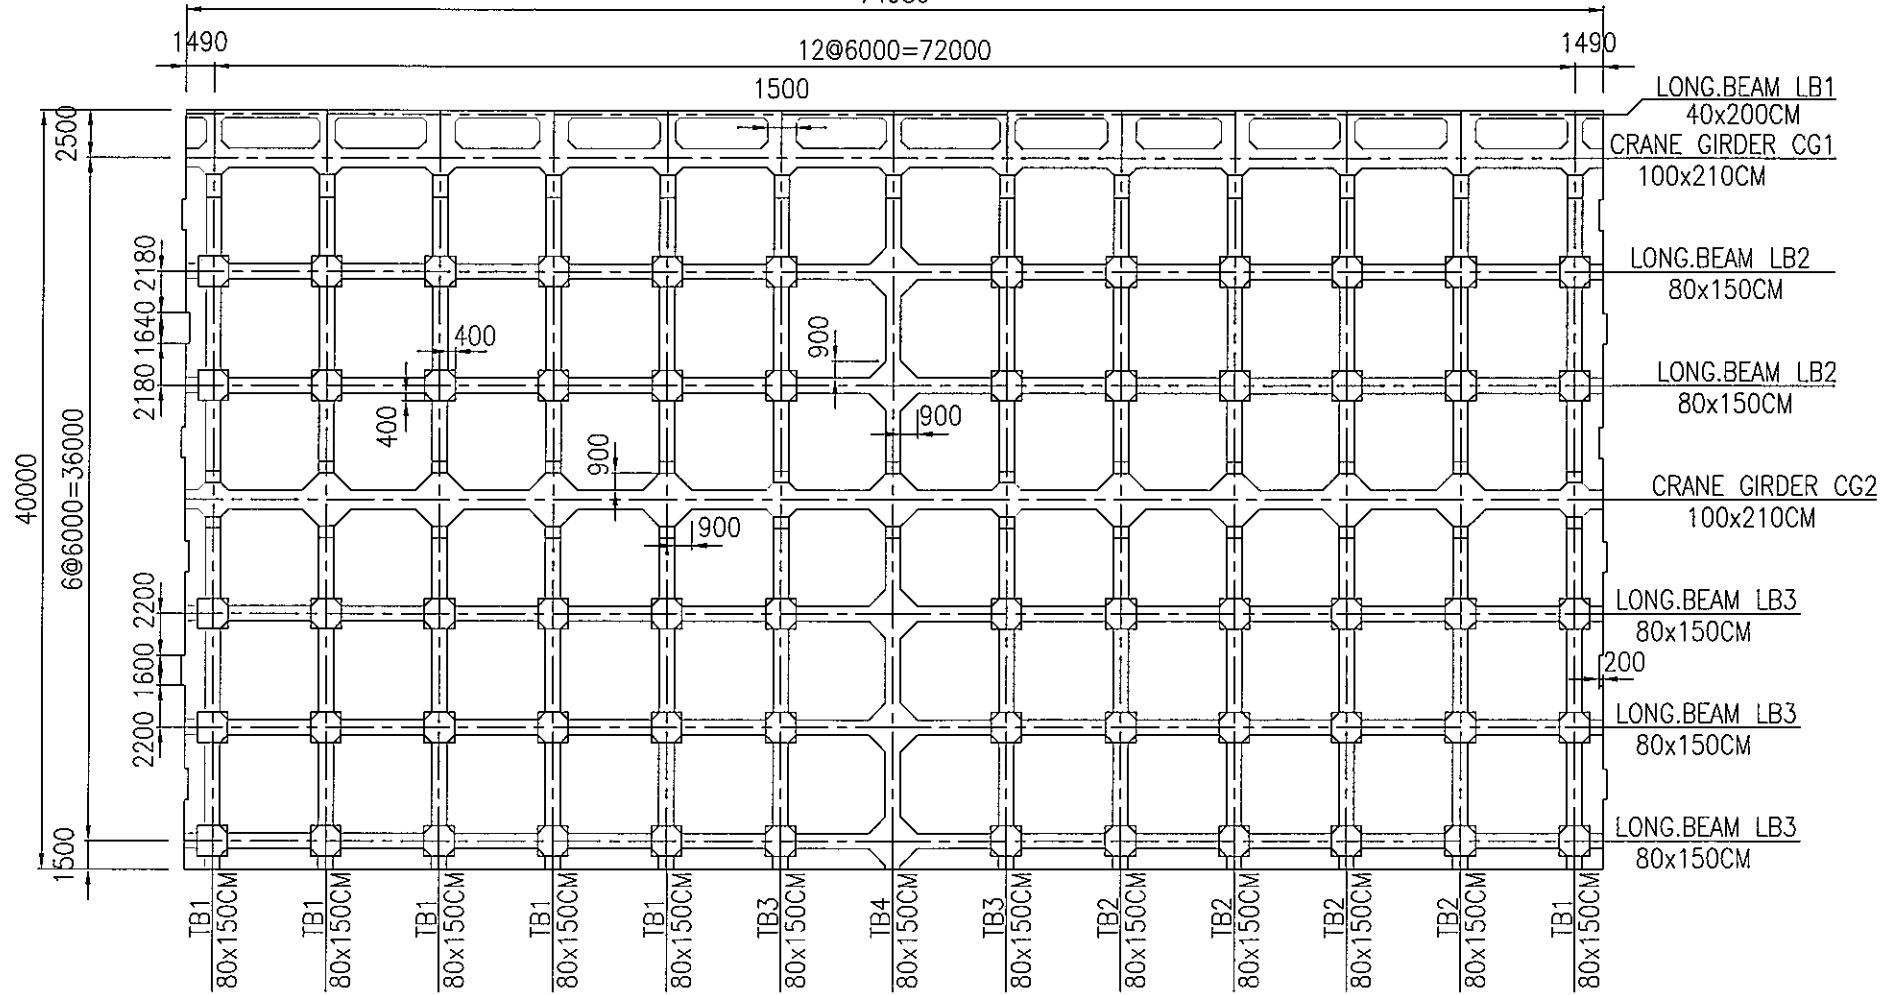 1490
12@6000=72000
1490
1500
LONG.BEAM LB1
40x200CM
2500
CRANE GIRDER CG1
100x210CM
2180
LONG.BEAM LB2
80x150CM
1640
400
900
2180
LONG.BEAM LB2
80x150CM
400
900
6@6000=36000
40000
900
CRANE GIRDER CG2
100x210CM
900
2200
LONG.BEAM LB3
80x150CM
1600
200
2200
LONG.BEAM LB3
80x150CM
1500
LONG.BEAM LB3
80x150CM
TB1
80x150CM
TB1
80x150CM
TB1
80x150CM
TB1
80x150CM
TB1
80x150CM
TB3
80x150CM
TB4
80x150CM
TB3
80x150CM
TB2
80x150CM
TB2
80x150CM
TB2
80x150CM
TB2
80x150CM
TB1
80x150CM